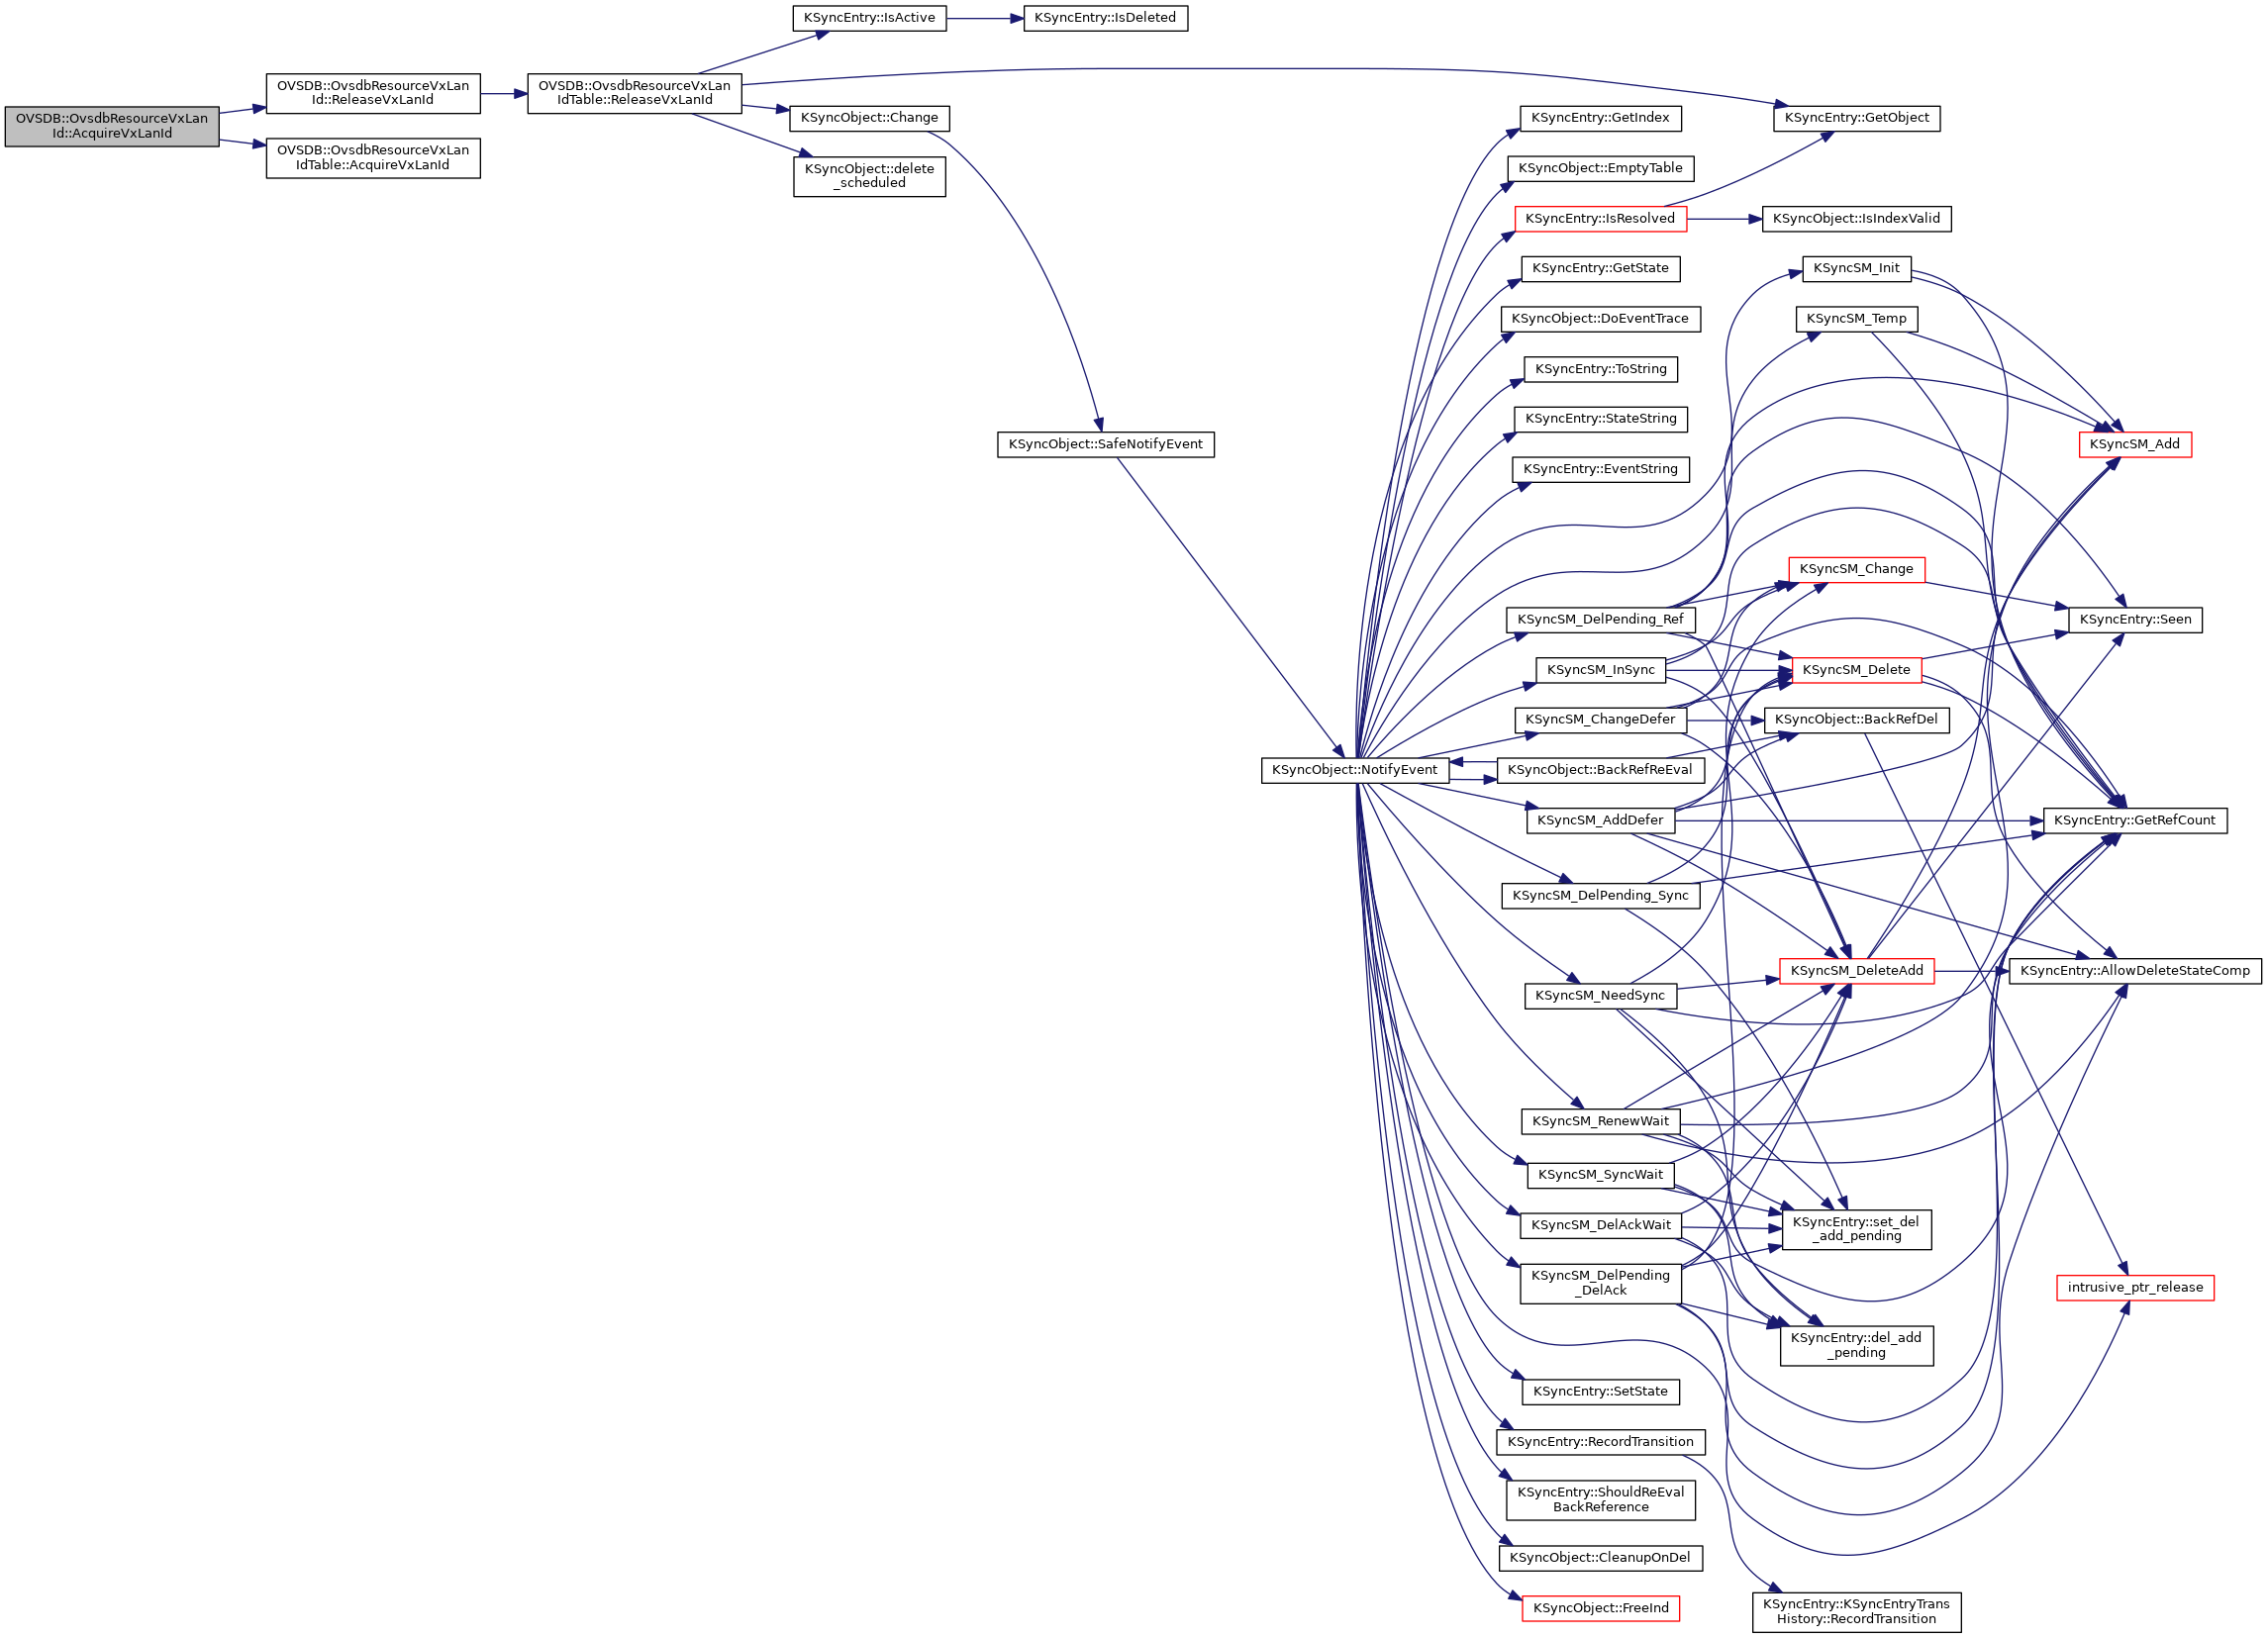 OVSDB::OvsdbResourceVxLan
Id::AcquireVxLanId
OVSDB::OvsdbResourceVxLan
Id::ReleaseVxLanId
OVSDB::OvsdbResourceVxLan
IdTable::AcquireVxLanId
OVSDB::OvsdbResourceVxLan
IdTable::ReleaseVxLanId
KSyncEntry::IsActive
KSyncEntry::IsDeleted
KSyncObject::Change
KSyncObject::delete
_scheduled
KSyncObject::SafeNotifyEvent
KSyncObject::NotifyEvent
KSyncEntry::GetIndex
KSyncObject::EmptyTable
KSyncEntry::IsResolved
KSyncEntry::GetState
KSyncObject::DoEventTrace
KSyncEntry::ToString
KSyncEntry::StateString
KSyncEntry::EventString
KSyncSM_DelPending_Ref
KSyncSM_InSync
KSyncSM_ChangeDefer
KSyncObject::BackRefReEval
KSyncSM_AddDefer
KSyncSM_DelPending_Sync
KSyncSM_NeedSync
KSyncSM_RenewWait
KSyncSM_SyncWait
KSyncSM_DelAckWait
KSyncSM_DelPending
_DelAck
KSyncEntry::SetState
KSyncEntry::RecordTransition
KSyncEntry::ShouldReEval
BackReference
KSyncObject::CleanupOnDel
KSyncObject::FreeInd
KSyncEntry::GetObject
KSyncObject::IsIndexValid
KSyncSM_Init
KSyncSM_Temp
KSyncSM_Change
KSyncSM_Delete
KSyncObject::BackRefDel
KSyncSM_DeleteAdd
KSyncEntry::set_del
_add_pending
KSyncEntry::del_add
_pending
KSyncEntry::KSyncEntryTrans
History::RecordTransition
KSyncSM_Add
KSyncEntry::Seen
KSyncEntry::GetRefCount
KSyncEntry::AllowDeleteStateComp
intrusive_ptr_release